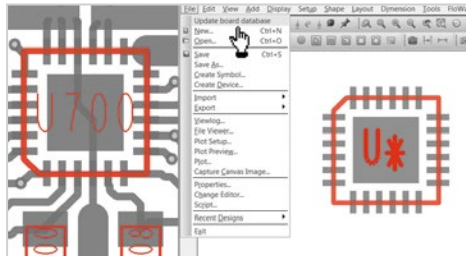 File Edit View Add Display Setup Shape Layout Dimension Tools FloW
Update board database
New... Ctrl+N
Open... Ctrl+O
Save Ctrl+S
Save As...
Create Symbol...
Create Device...
Import
Export
Viewlog...
File Viewer...
Plot Setup...
Plot Preview...
Plot...
Capture Canvas Image...
Properties...
Change Editor...
Script...
Recent Designs
Exit
U700
U*